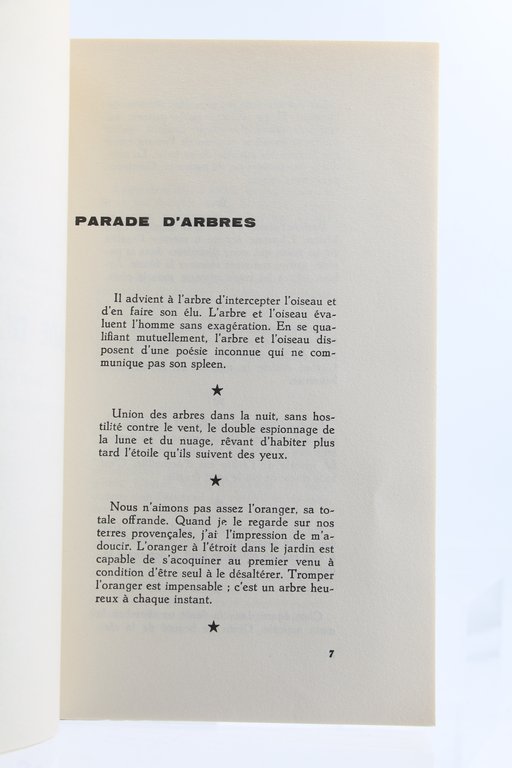 PARADE D'ARBRES
Il advient à l'arbre d'intercepter l'oiseau et
d'en faire son élu. L'arbre et l'oiseau éva-
luent l'homme sans exagération. En se qua-
lifiant mutuellement, l'arbre et l'oiseau dis-
posent d'une poésie inconnue qui ne com-
munique pas son spleen.
★
Union des arbres dans la nuit, sans hos-
tilité contre le vent, le double espionnage de
la lune et du nuage, rêvant d'habiter plus
tard l'étoile qu'ils suivent des yeux.
★
Nous n'aimons pas assez l'oranger, sa to-
tale offrande. Quand je le regarde sur nos
terres provençales, j'ai l'impression de m'a-
doucir. L'oranger à l'étroit dans le jardin est
capable de s'acoquiner au premier venu à
condition d'être seul à le désaltérer. Tromper
l'oranger est impensable ; c'est un arbre heu-
reux à chaque instant.
★
7